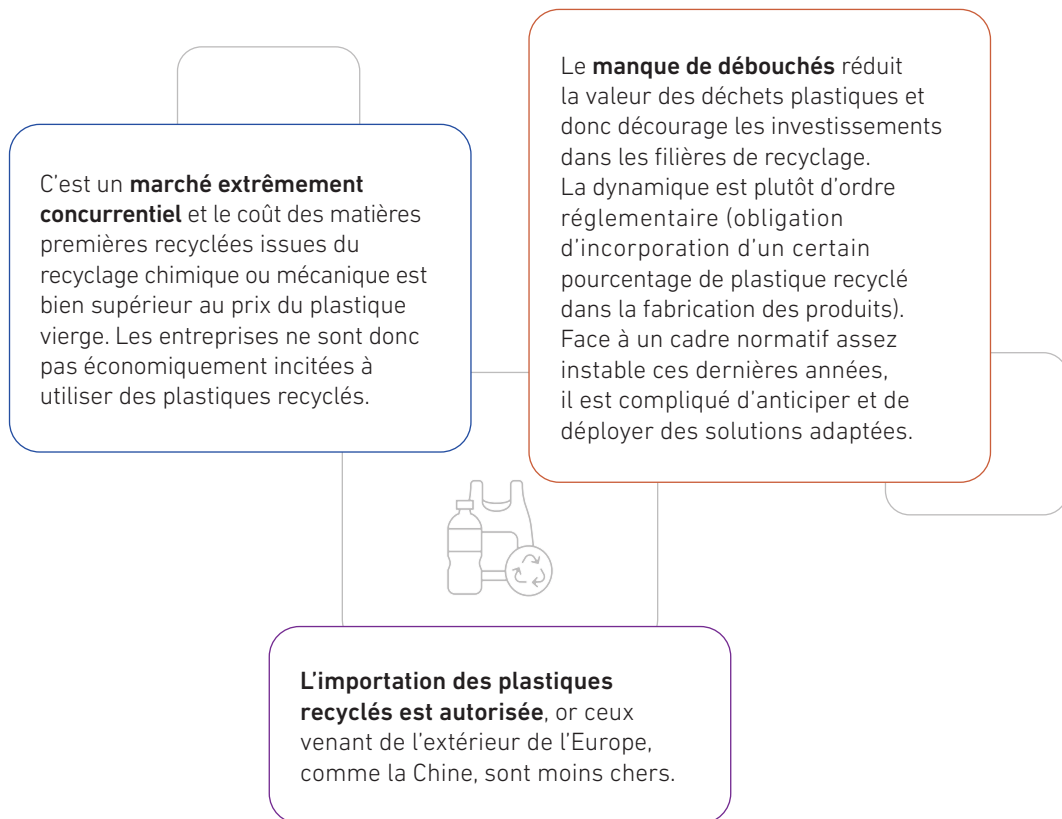 C’est un marché extrêmement
concurrentiel et le coût des matières
premières recyclées issues du
recyclage chimique ou mécanique est
bien supérieur au prix du plastique
vierge. Les entreprises ne sont donc
pas économiquement incitées à
utiliser des plastiques recyclés.
Le manque de débouchés réduit
la valeur des déchets plastiques et
donc décourage les investissements
dans les filières de recyclage.
La dynamique est plutôt d’ordre
réglementaire (obligation
d’incorporation d’un certain
pourcentage de plastique recyclé
dans la fabrication des produits).
Face à un cadre normatif assez
instable ces dernières années,
il est compliqué d’anticiper et de
déployer des solutions adaptées.
L’importation des plastiques
recyclés est autorisée, or ceux
venant de l’extérieur de l’Europe,
comme la Chine, sont moins chers.